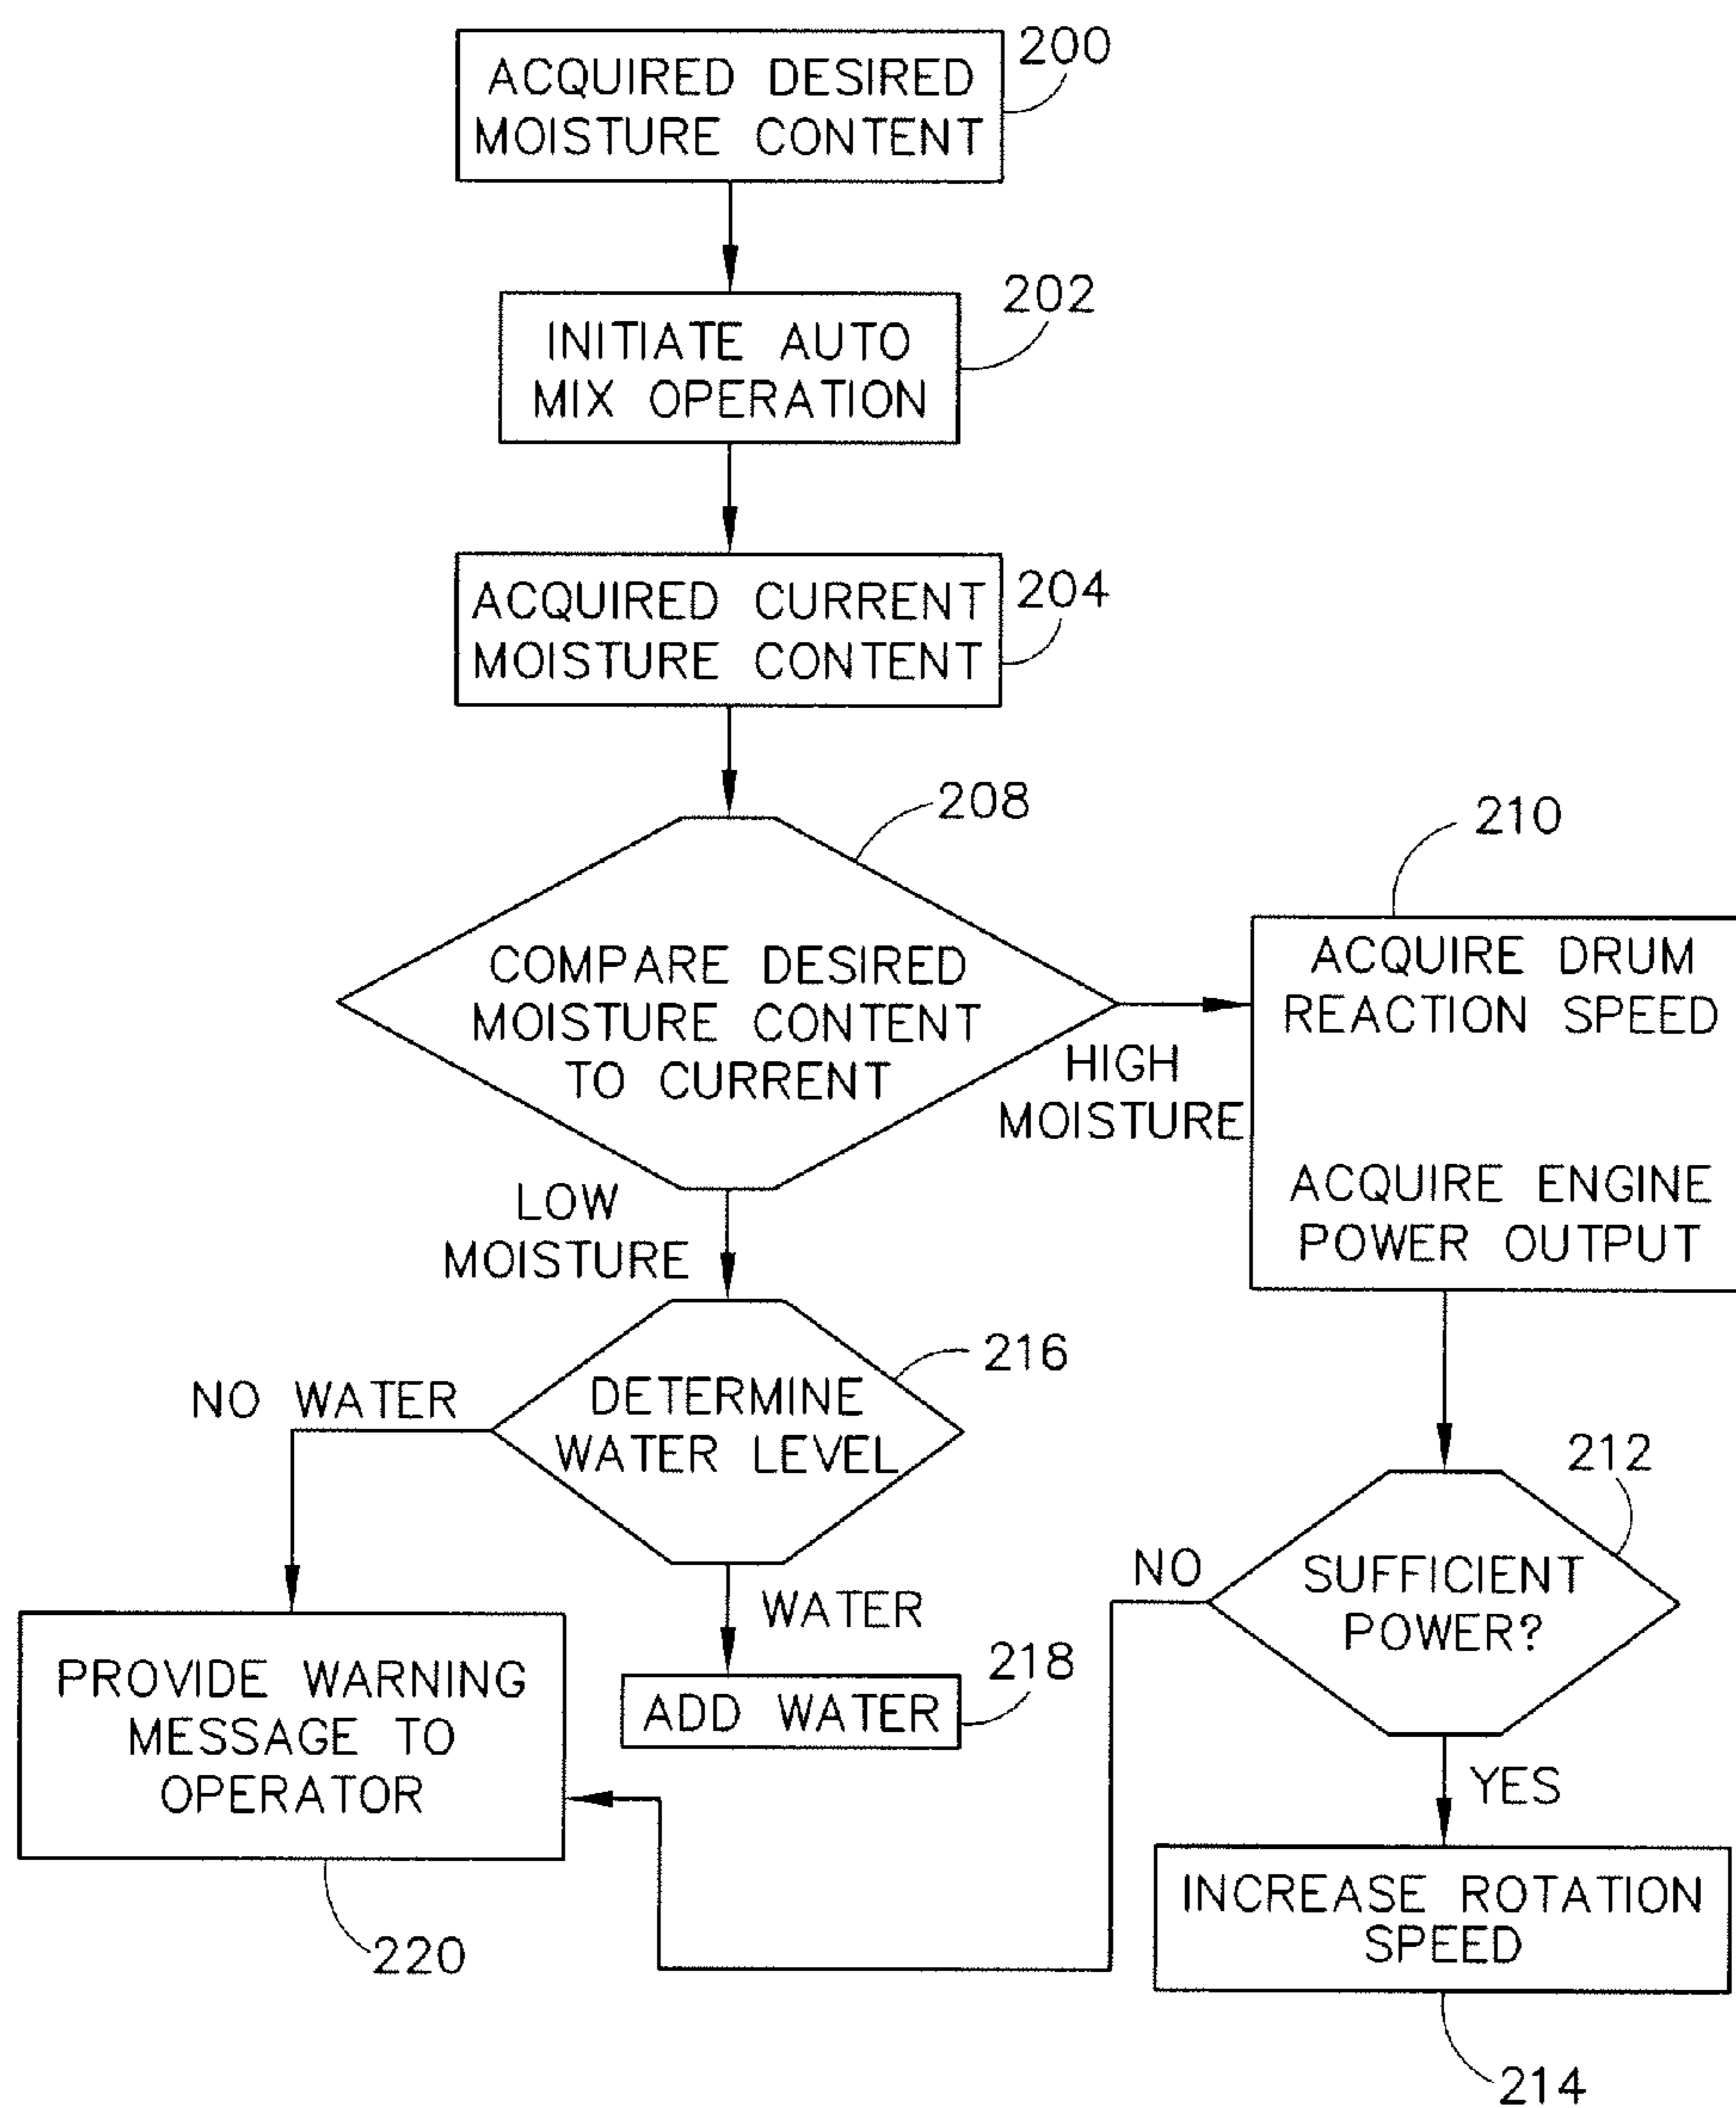 200
ACQUIRED DESIRED
MOISTURE CONTENT
202
INITIATE AUTO
MIX OPERATION
204
ACQUIRED CURRENT
MOISTURE CONTENT
208
COMPARE DESIRED
MOISTURE CONTENT
TO CURRENT
HIGH
MOISTURE
210
ACQUIRE DRUM
REACTION SPEED
ACQUIRE ENGINE
POWER OUTPUT
LOW
MOISTURE
216
DETERMINE
WATER LEVEL
NO WATER
WATER
218
ADD WATER
212
SUFFICIENT
POWER?
NO
YES
PROVIDE WARNING
MESSAGE TO
OPERATOR
220
INCREASE ROTATION
SPEED
214